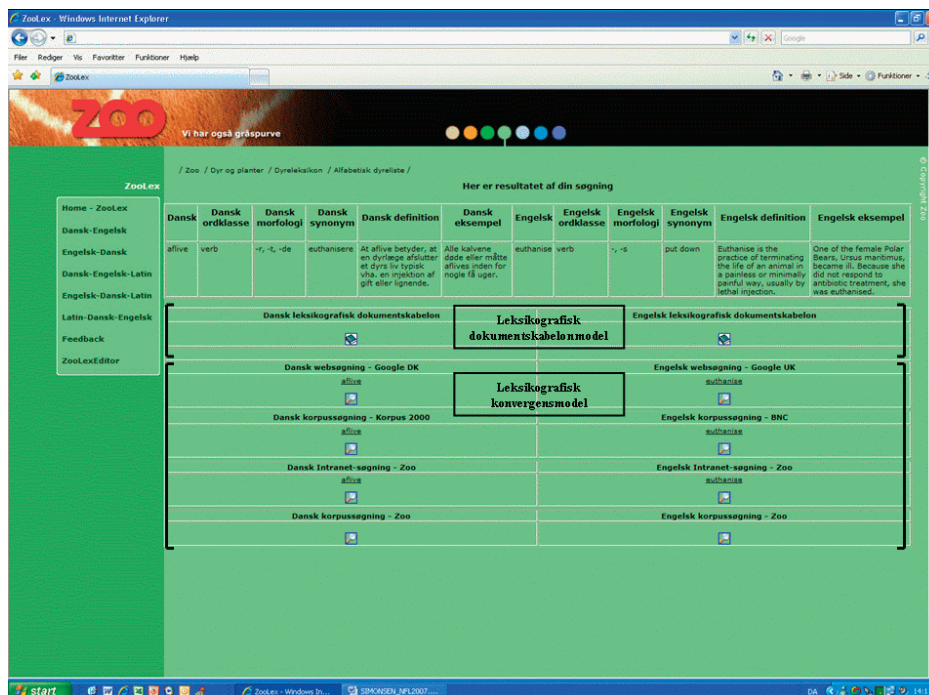 ZooLex - Windows Internet Explorer
Google
Filer Rediger Vis Favoritter Funktioner Hjælp
ZooLex
Side Funktioner
ZOO
Vi har også gråspurve
/ Zoo / Dyr og planter / Dyreleksikon / Alfabetisk dyreliste /
© Copyright Zoo
ZooLex
Home - ZooLex
Dansk-Engelsk
Engelsk-Dansk
Dansk-Engelsk-Latin
Engelsk-Dansk-Latin
Latin-Dansk-Engelsk
Feedback
ZooLexEditor
Her er resultatet af din søgning
Dansk
Dansk
ordklasse
Dansk
morfologi
Dansk
synonym
Dansk definition
Dansk
eksempel
Engelsk
Engelsk
ordklasse
Engelsk
morfologi
Engelsk
synonym
Engelsk definition
Engelsk eksempel
aflive
verb
-r, -t, -de
euthanisere
At aflive betyder, at
en dyrlæge afslutter
et dyrs liv typisk
vha. en injektion af
gift eller lignende.
Alle kalvene
døde eller måtte
aflives inden for
nogle få uger.
euthanise
verb
-, -s
put down
Euthanise is the
practice of terminating
the life of an animal in
a painless or minimally
painful way, usually by
lethal injection.
One of the female Polar
Bears, Ursus maritimus,
became ill. Because she
did not respond to
antibiotic treatment, she
was euthanised.
Dansk leksikografisk dokumentskabelon
Leksikografisk
dokumentskabelonmodel
Engelsk leksikografisk dokumentskabelon
Dansk websøgning - Google DK
Engelsk websøgning - Google UK
aflive
euthanise
Leksikografisk
konvergensmodel
Dansk korpussøgning - Korpus 2000
Engelsk korpussøgning - BNC
aflive
euthanise
Dansk Intranet-søgning - Zoo
Engelsk Intranet-søgning - Zoo
aflive
euthanise
Dansk korpussøgning - Zoo
Engelsk korpussøgning - Zoo
start
ZooLex - Windows In...
SIMONSEN_NFL2007....
DA